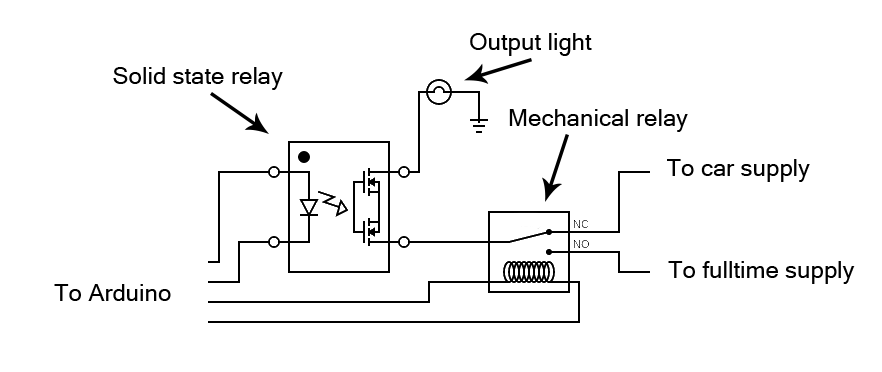 Output light
Solid state relay
Mechanical relay
To car supply
NC
NO
To fulltime supply
To Arduino